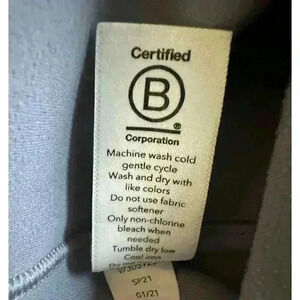 Certified
B
®
Corporation
Machine wash cold
gentle cycle
Wash and dry with
like colors
Do not use fabric
softener
Only non-chlorine
bleach when
needed
Tumble dry low
Cool iron
SP21
01/21